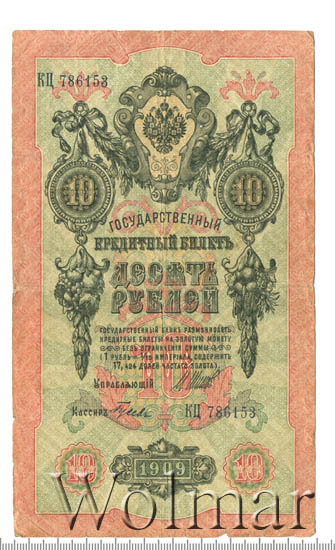 КЦ 786153
10 10
ГОСУДАРСТВЕННЫЙ
КРЕДИТНЫЙ БИЛЕТЪ
ДЕСЯТЬ
РУБЛЕЙ
ГОСУДАРСТВЕННЫЙ БАНКЪ РАЗМѢНИВАЕТЪ
КРЕДИТНЫЕ БИЛЕТЫ НА ЗОЛОТУЮ МОНЕТУ
БЕЗЪ ОГРАНИЧЕНІЯ СУММЫ
(1 РУБЛЬ = 1/15 ИМПЕРІАЛА, СОДЕРЖИТЪ
17,424 ДОЛЕЙ ЧИСТАГО ЗОЛОТА).
10
Управляющій
Кассиръ
КЦ 786153
10 1909 10
Wolmar